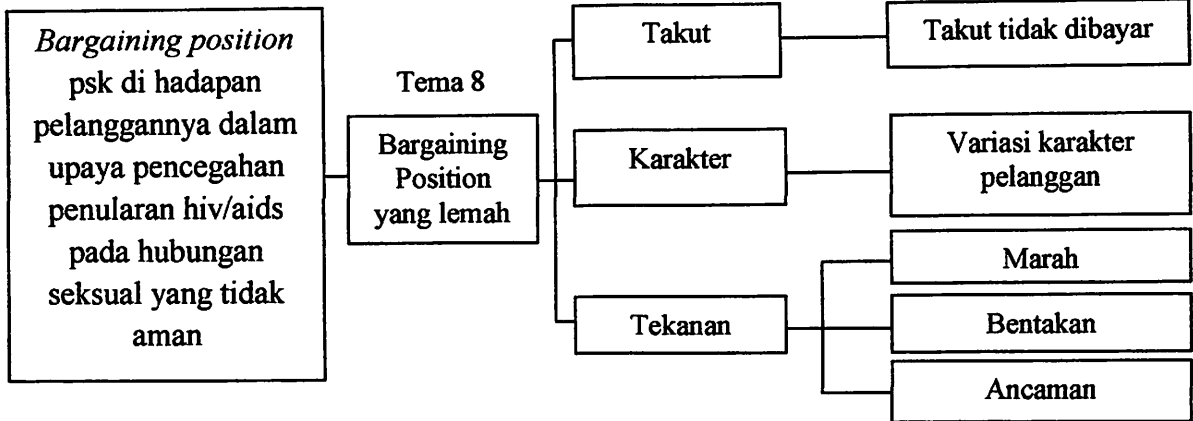 Bargaining position
psk di hadapan
pelanggannya dalam
upaya pencegahan
penularan hiv/aids
pada hubungan
seksual yang tidak
aman
Tema 8
Bargaining
Position
yang lemah
Takut
Takut tidak dibayar
Karakter
Variasi karakter
pelanggan
Tekanan
Marah
Bentakan
Ancaman